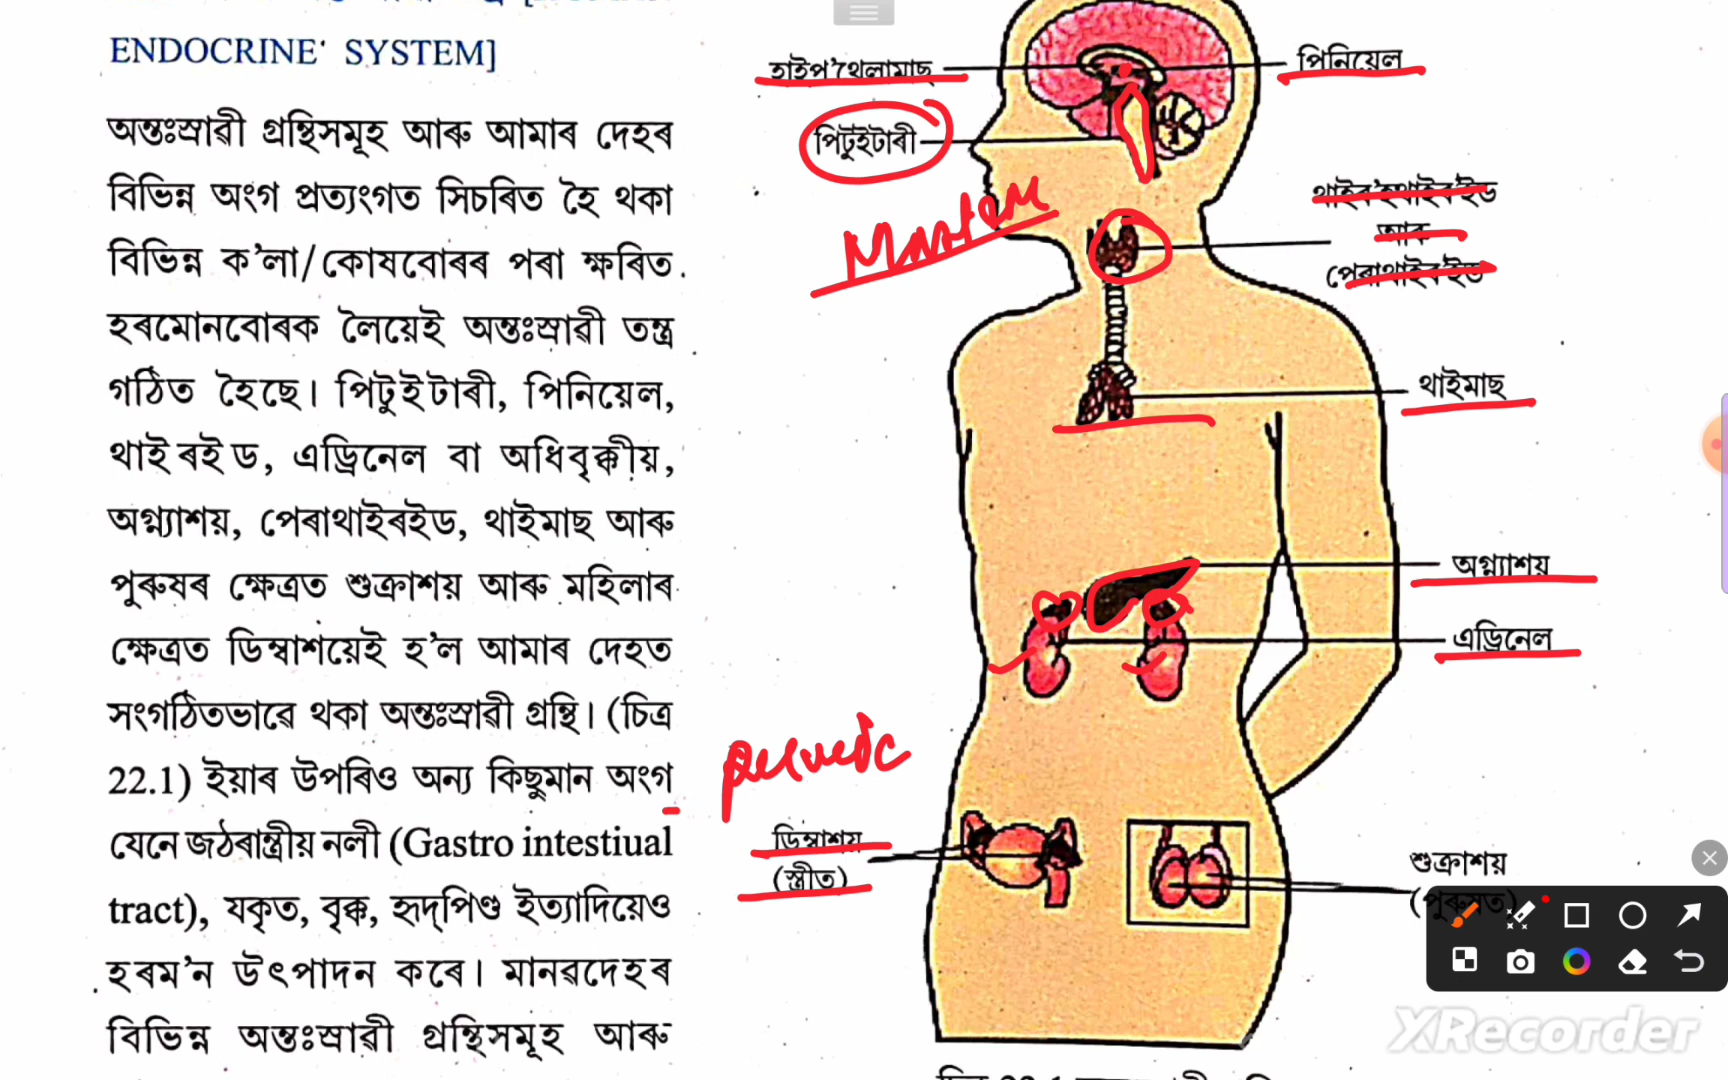 ENDOCRINE SYSTEM]
অন্তঃস্ৰাৱী গ্ৰন্থিসমূহ আৰু আমাৰ দেহৰ
বিভিন্ন অংগ প্ৰত্যংগত সিচৰিত হৈ থকা
বিভিন্ন ক'লা/কোষবোৰৰ পৰা ক্ষৰিত
হৰমোনবোৰক লৈয়েই অন্তঃস্ৰাৱী তন্ত্ৰ
গঠিত হৈছে। পিটুইটাৰী, পিনিয়েল,
থাইৰইড, এড্ৰিনেল বা অধিবৃক্কীয়,
অগ্ন্যাশয়, পেৰাথাইৰইড, থাইমাছ আৰু
পুৰুষৰ ক্ষেত্ৰত শুক্ৰাশয় আৰু মহিলাৰ
ক্ষেত্ৰত ডিম্বাশয়েই হ'ল আমাৰ দেহত
সংগঠিতভাৱে থকা অন্তঃস্ৰাৱী গ্ৰন্থি। (চিত্ৰ
22.1) ইয়াৰ উপৰিও অন্য কিছুমান অংগ
যেনে জঠৰান্ত্ৰীয় নলী (Gastro intestiual
tract), যকৃত, বৃক্ক, হৃদ্‌পিণ্ড ইত্যাদিয়েও
হৰম'ন উৎপাদন কৰে। মানৱদেহৰ
বিভিন্ন অন্তঃস্ৰাৱী গ্ৰন্থিসমূহ আৰু
হাইপ'থেলামাছ
পিনিয়েল
পিটুইটাৰী
Master
আৰু
পেৰাথাইৰ'ইড
থাইমাছ
অগ্ন্যাশয়
এড্ৰিনেল
ডিম্বাশয়
(স্ত্ৰীত)
শুক্ৰাশয়
(পুৰুষত)
XRecorder